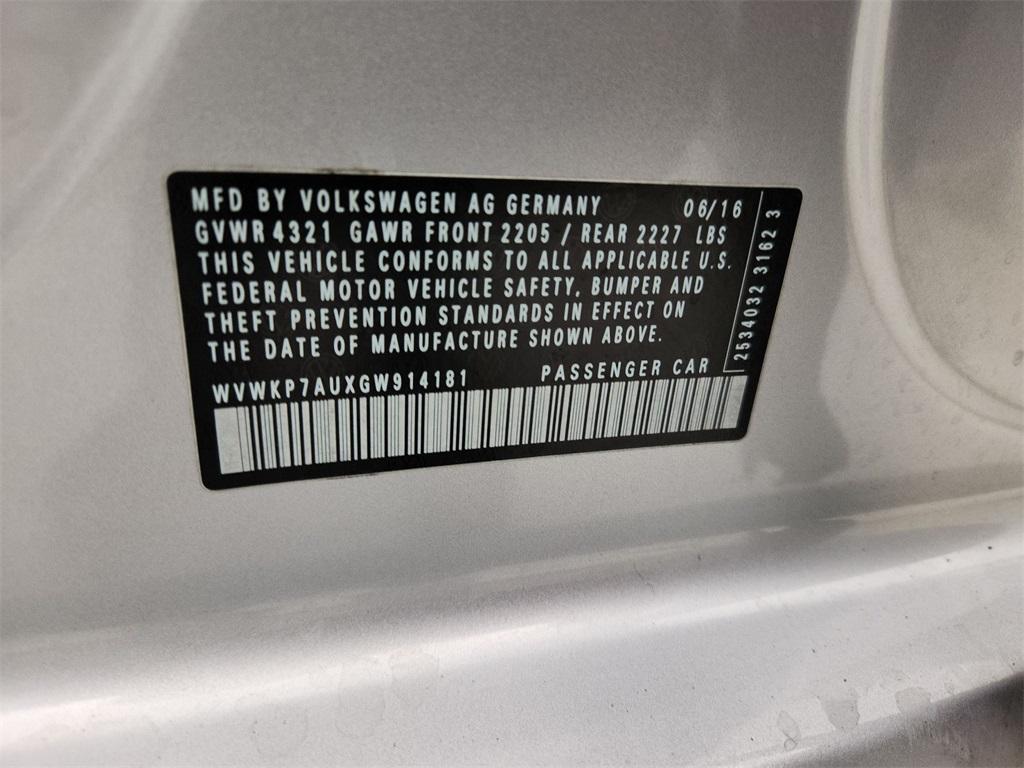 MFD BY VOLKSWAGEN AG GERMANY 06/16
GVWR 4321 GAWR FRONT 2205 / REAR 2227 LBS
THIS VEHICLE CONFORMS TO ALL APPLICABLE U.S.
FEDERAL MOTOR VEHICLE SAFETY, BUMPER AND
THEFT PREVENTION STANDARDS IN EFFECT ON
THE DATE OF MANUFACTURE SHOWN ABOVE.
WVWKP7AUXGW914181 PASSENGER CAR
2534032 3162 3